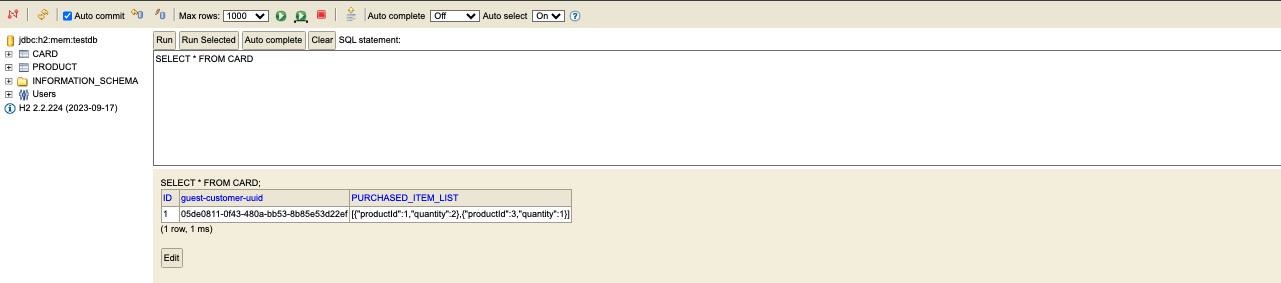 Auto commit Max rows: 1000 Auto complete Off Auto select On ?
jdbc:h2:mem:testdb
CARD
PRODUCT
INFORMATION_SCHEMA
Users
H2 2.2.224 (2023-09-17)
Run Run Selected Auto complete Clear SQL statement:
SELECT * FROM CARD
SELECT * FROM CARD;
ID guest-customer-uuid PURCHASED_ITEM_LIST
1 05de0811-0f43-480a-bb53-8b85e53d22ef [{"productId":1,"quantity":2},{"productId":3,"quantity":1}]
(1 row, 1 ms)
Edit